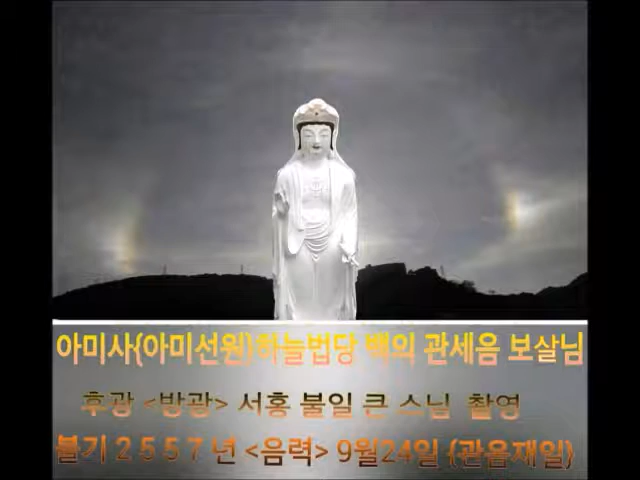 아미사{아미선원}하늘법당 백의 관세음 보살님
후광 <방광> 서홍 불일 큰 스님 촬영
불기 2 5 5 7 년 <음력> 9월24일 {관음재일}